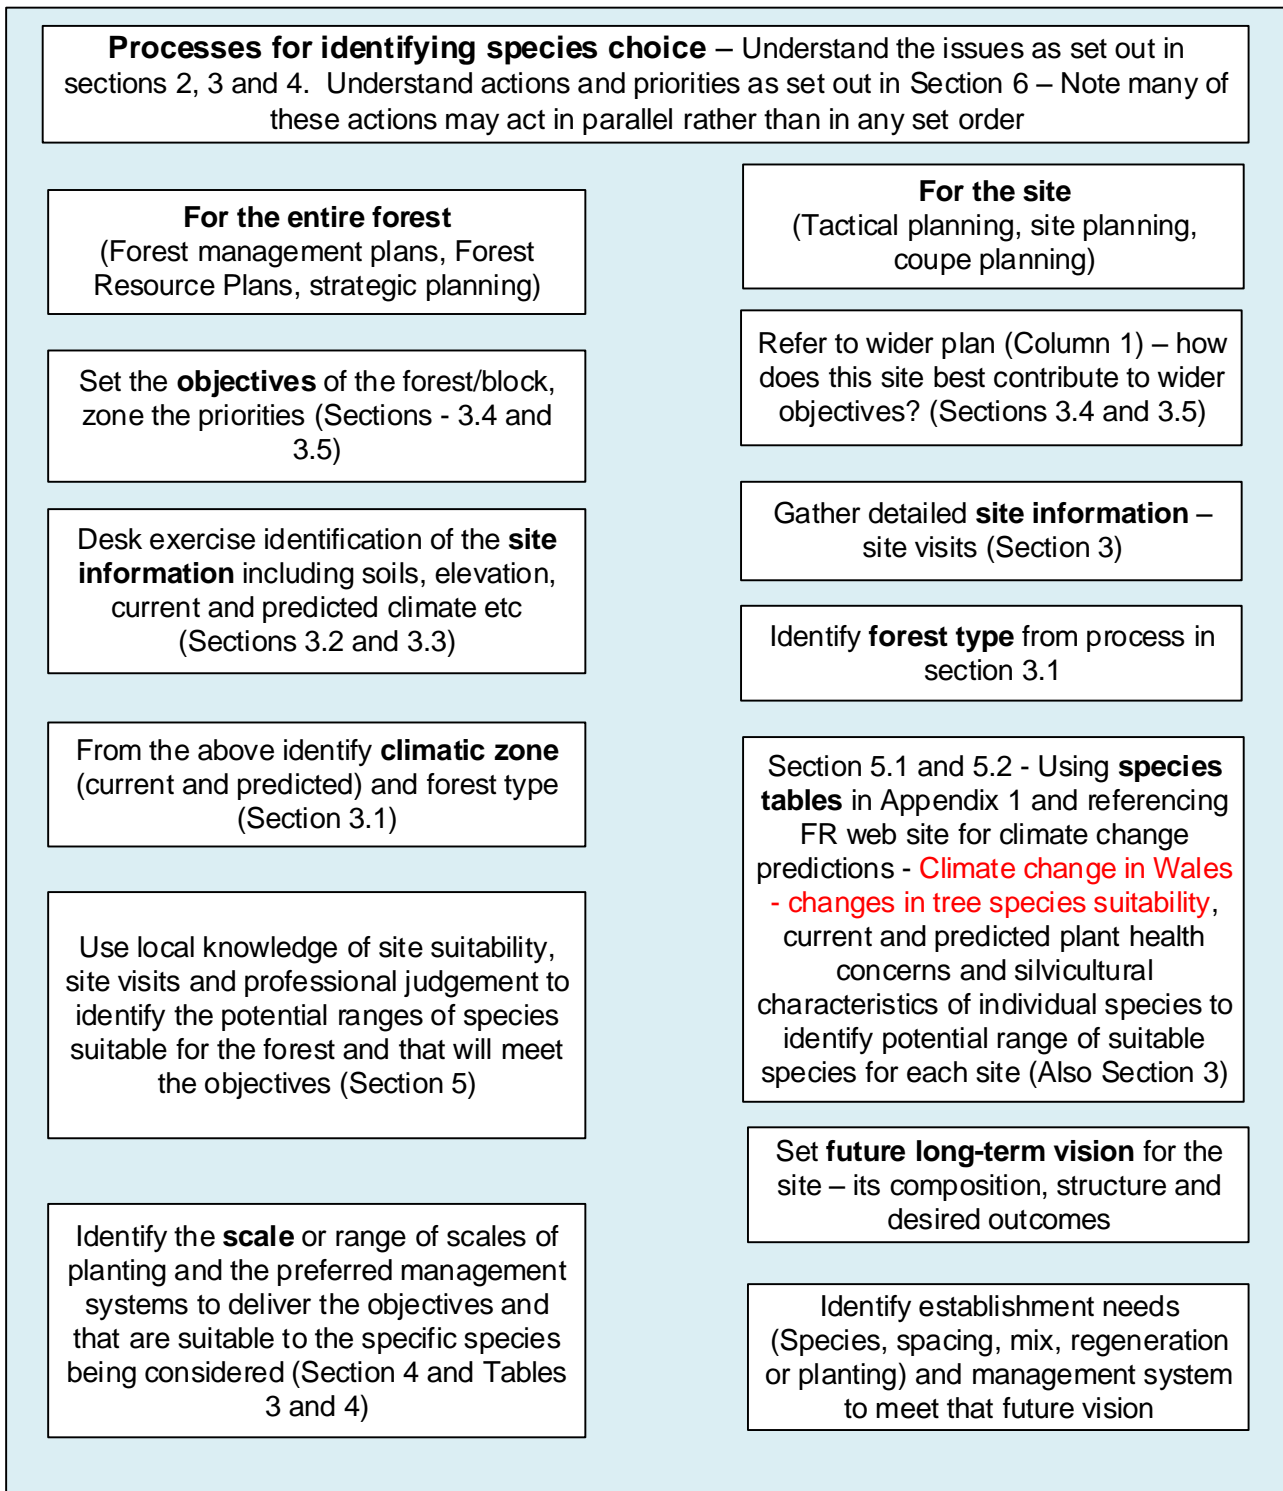 Processes for identifying species choice – Understand the issues as set out in
sections 2, 3 and 4.  Understand actions and priorities as set out in Section 6 – Note many of
these actions may act in parallel rather than in any set order
For the entire forest
(Forest management plans, Forest
Resource Plans, strategic planning)
Set the objectives of the forest/block,
zone the priorities (Sections - 3.4 and
3.5)
Desk exercise identification of the site
information including soils, elevation,
current and predicted climate etc
(Sections 3.2 and 3.3)
From the above identify climatic zone
(current and predicted) and forest type
(Section 3.1)
Use local knowledge of site suitability,
site visits and professional judgement to
identify the potential ranges of species
suitable for the forest and that will meet
the objectives (Section 5)
Identify the scale or range of scales of
planting and the preferred management
systems to deliver the objectives and
that are suitable to the specific species
being considered (Section 4 and Tables
3 and 4)
For the site
(Tactical planning, site planning,
coupe planning)
Refer to wider plan (Column 1) – how
does this site best contribute to wider
objectives? (Sections 3.4 and 3.5)
Gather detailed site information –
site visits (Section 3)
Identify forest type from process in
section 3.1
Section 5.1 and 5.2 - Using species
tables in Appendix 1 and referencing
FR web site for climate change
predictions - Climate change in Wales
- changes in tree species suitability,
current and predicted plant health
concerns and silvicultural
characteristics of individual species to
identify potential range of suitable
species for each site (Also Section 3)
Set future long-term vision for the
site – its composition, structure and
desired outcomes
Identify establishment needs
(Species, spacing, mix, regeneration
or planting) and management system
to meet that future vision